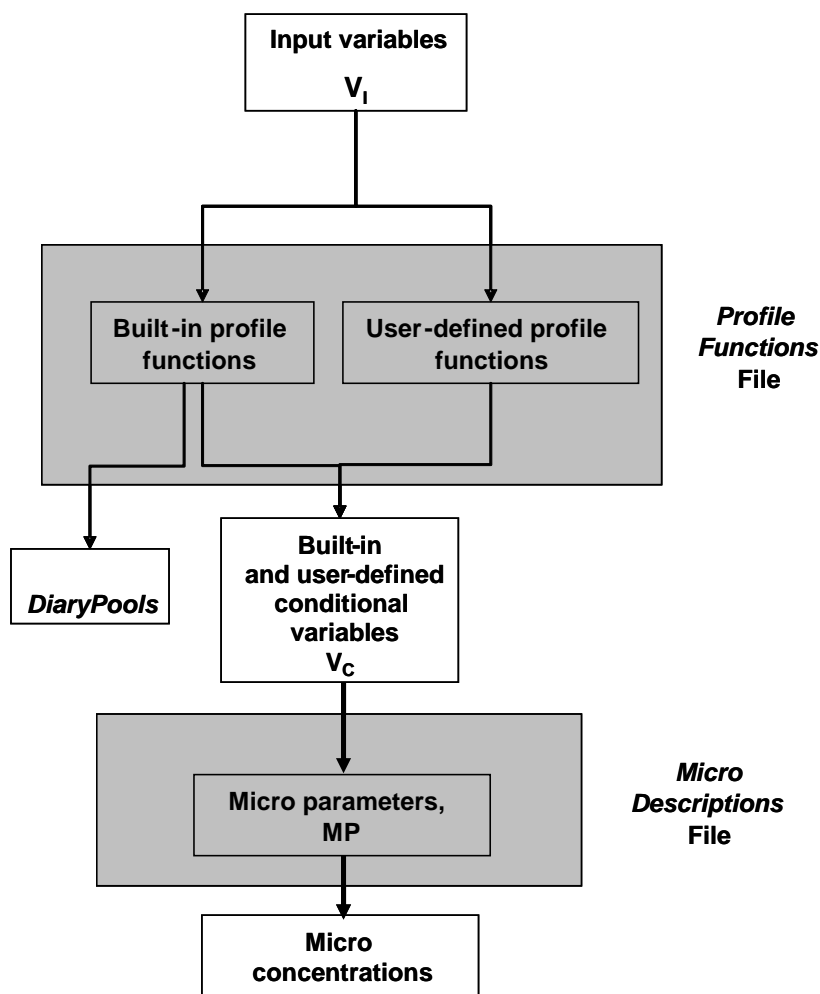 Input variables
V_I
Built-in profile
functions
User-defined profile
functions
Profile
Functions
File
DiaryPools
Built-in
and user-defined
conditional
variables
V_C
Micro parameters,
MP
Micro
Descriptions
File
Micro
concentrations